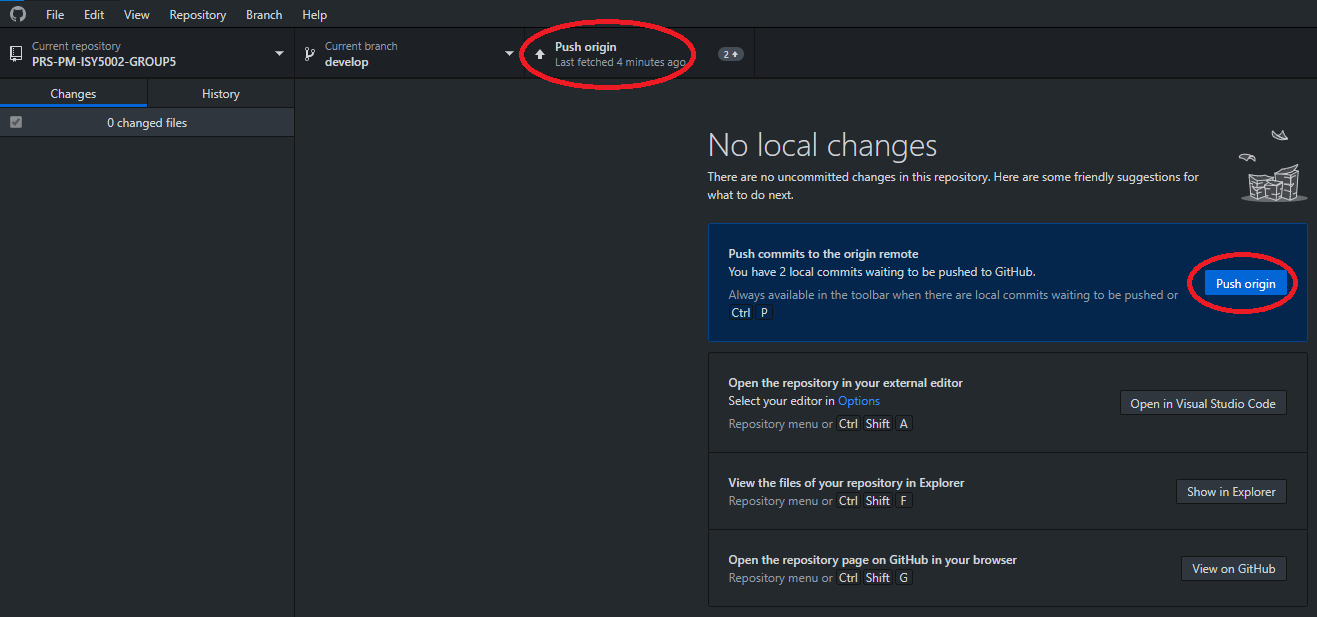 File Edit View Repository Branch Help
Current repository
PRS-PM-ISY5002-GROUP5
Current branch
develop
Push origin
Last fetched 4 minutes ago
2
Changes History
0 changed files
No local changes
There are no uncommitted changes in this repository. Here are some friendly suggestions for
what to do next.
Push commits to the origin remote
You have 2 local commits waiting to be pushed to GitHub.
Always available in the toolbar when there are local commits waiting to be pushed or
Ctrl P
Push origin
Open the repository in your external editor
Select your editor in Options
Repository menu or Ctrl Shift A
Open in Visual Studio Code
View the files of your repository in Explorer
Repository menu or Ctrl Shift F
Show in Explorer
Open the repository page on GitHub in your browser
Repository menu or Ctrl Shift G
View on GitHub